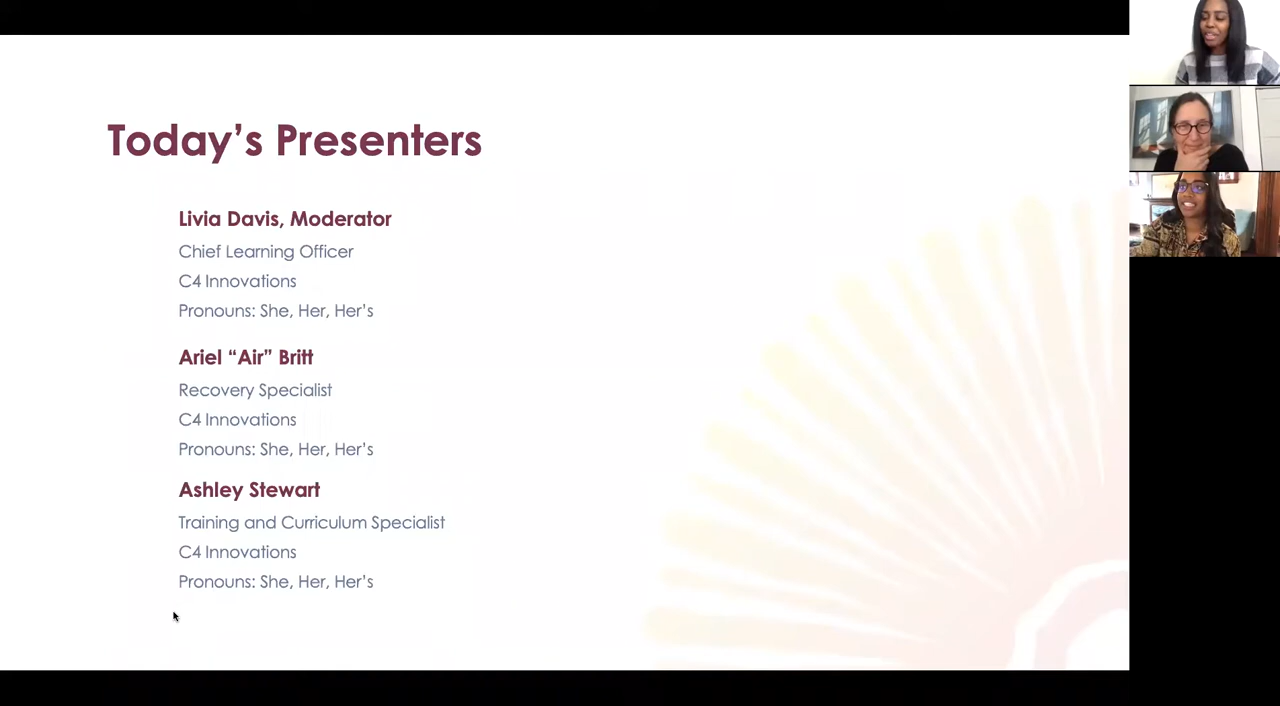 Today’s Presenters
Livia Davis, Moderator
Chief Learning Officer
C4 Innovations
Pronouns: She, Her, Her’s
Ariel “Air” Britt
Recovery Specialist
C4 Innovations
Pronouns: She, Her, Her’s
Ashley Stewart
Training and Curriculum Specialist
C4 Innovations
Pronouns: She, Her, Her’s